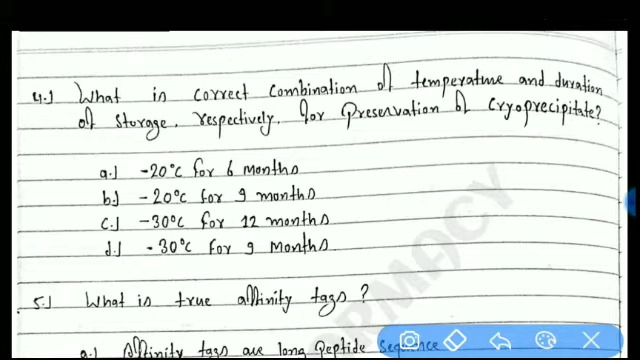 4.) What is correct combination of temperature and duration
of storage, respectively, for preservation of cryoprecipitate?
a.) -20°C for 6 months
b.) -20°C for 9 months
c.) -30°C for 12 months
d.) -30°C for 9 months
5.) What is true affinity tags?
a.) Affinity tags are long peptide sequence